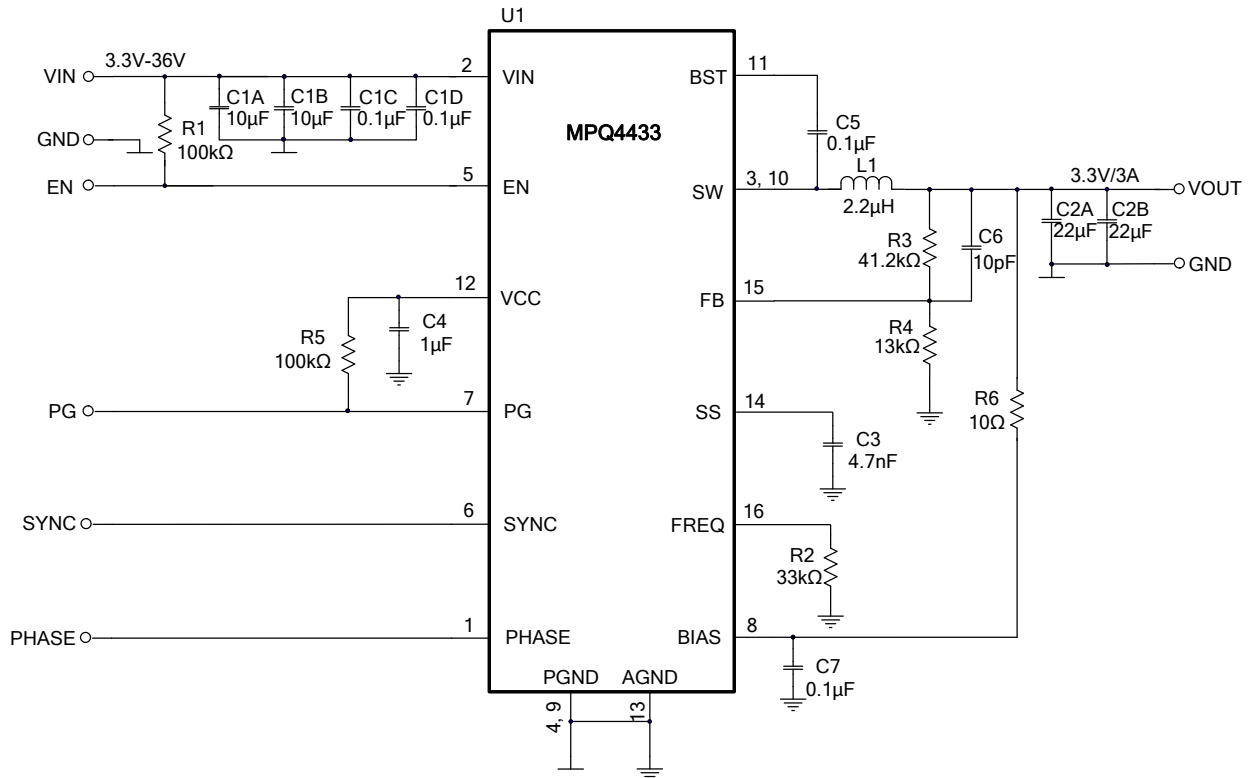 U1
MPQ4433
VIN
3.3V-36V
2
VIN
C1A
10μF
C1B
10μF
C1C
0.1μF
C1D
0.1μF
R1
100kΩ
GND
EN
5
EN
12
VCC
C4
1μF
R5
100kΩ
PG
7
PG
SYNC
6
SYNC
PHASE
1
PHASE
PGND
4, 9
AGND
13
BST
11
C5
0.1μF
SW
3, 10
L1
2.2μH
3.3V/3A
VOUT
C2A
22μF
C2B
22μF
GND
R3
41.2kΩ
C6
10pF
FB
15
R4
13kΩ
R6
10Ω
SS
14
C3
4.7nF
FREQ
16
R2
33kΩ
BIAS
8
C7
0.1μF